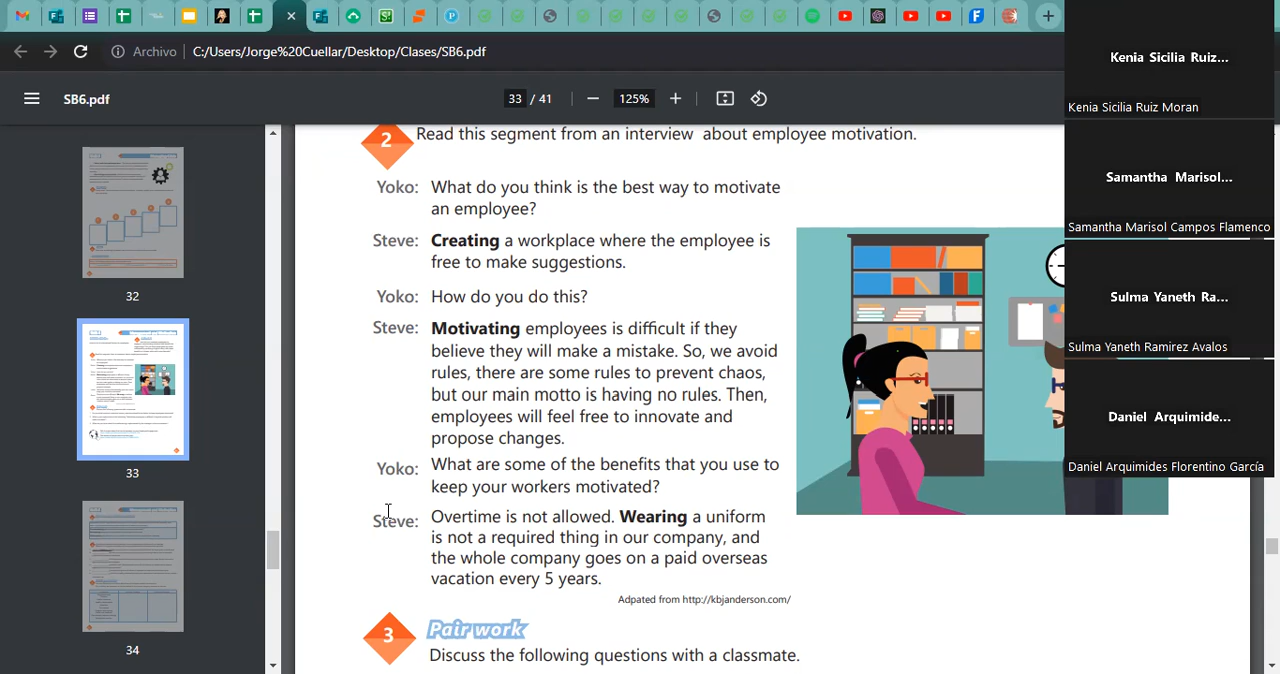 Archivo
C:/Users/Jorge%20Cuellar/Desktop/Clases/SB6.pdf
SB6.pdf
33 / 41
125%
32
33
34
2
Read this segment from an interview about employee motivation.
Yoko: What do you think is the best way to motivate
an employee?
Steve: Creating a workplace where the employee is
free to make suggestions.
Yoko: How do you do this?
Steve: Motivating employees is difficult if they
believe they will make a mistake. So, we avoid
rules, there are some rules to prevent chaos,
but our main motto is having no rules. Then,
employees will feel free to innovate and
propose changes.
Yoko: What are some of the benefits that you use to
keep your workers motivated?
Steve: Overtime is not allowed. Wearing a uniform
is not a required thing in our company, and
the whole company goes on a paid overseas
vacation every 5 years.
Adpated from http://kbjanderson.com/
3
Pair work
Discuss the following questions with a classmate.
Kenia Sicilia Ruiz...
Kenia Sicilia Ruiz Moran
Samantha Marisol...
Samantha Marisol Campos Flamenco
Sulma Yaneth Ra...
Sulma Yaneth Ramirez Avalos
Daniel Arquimide...
Daniel Arquimides Florentino García